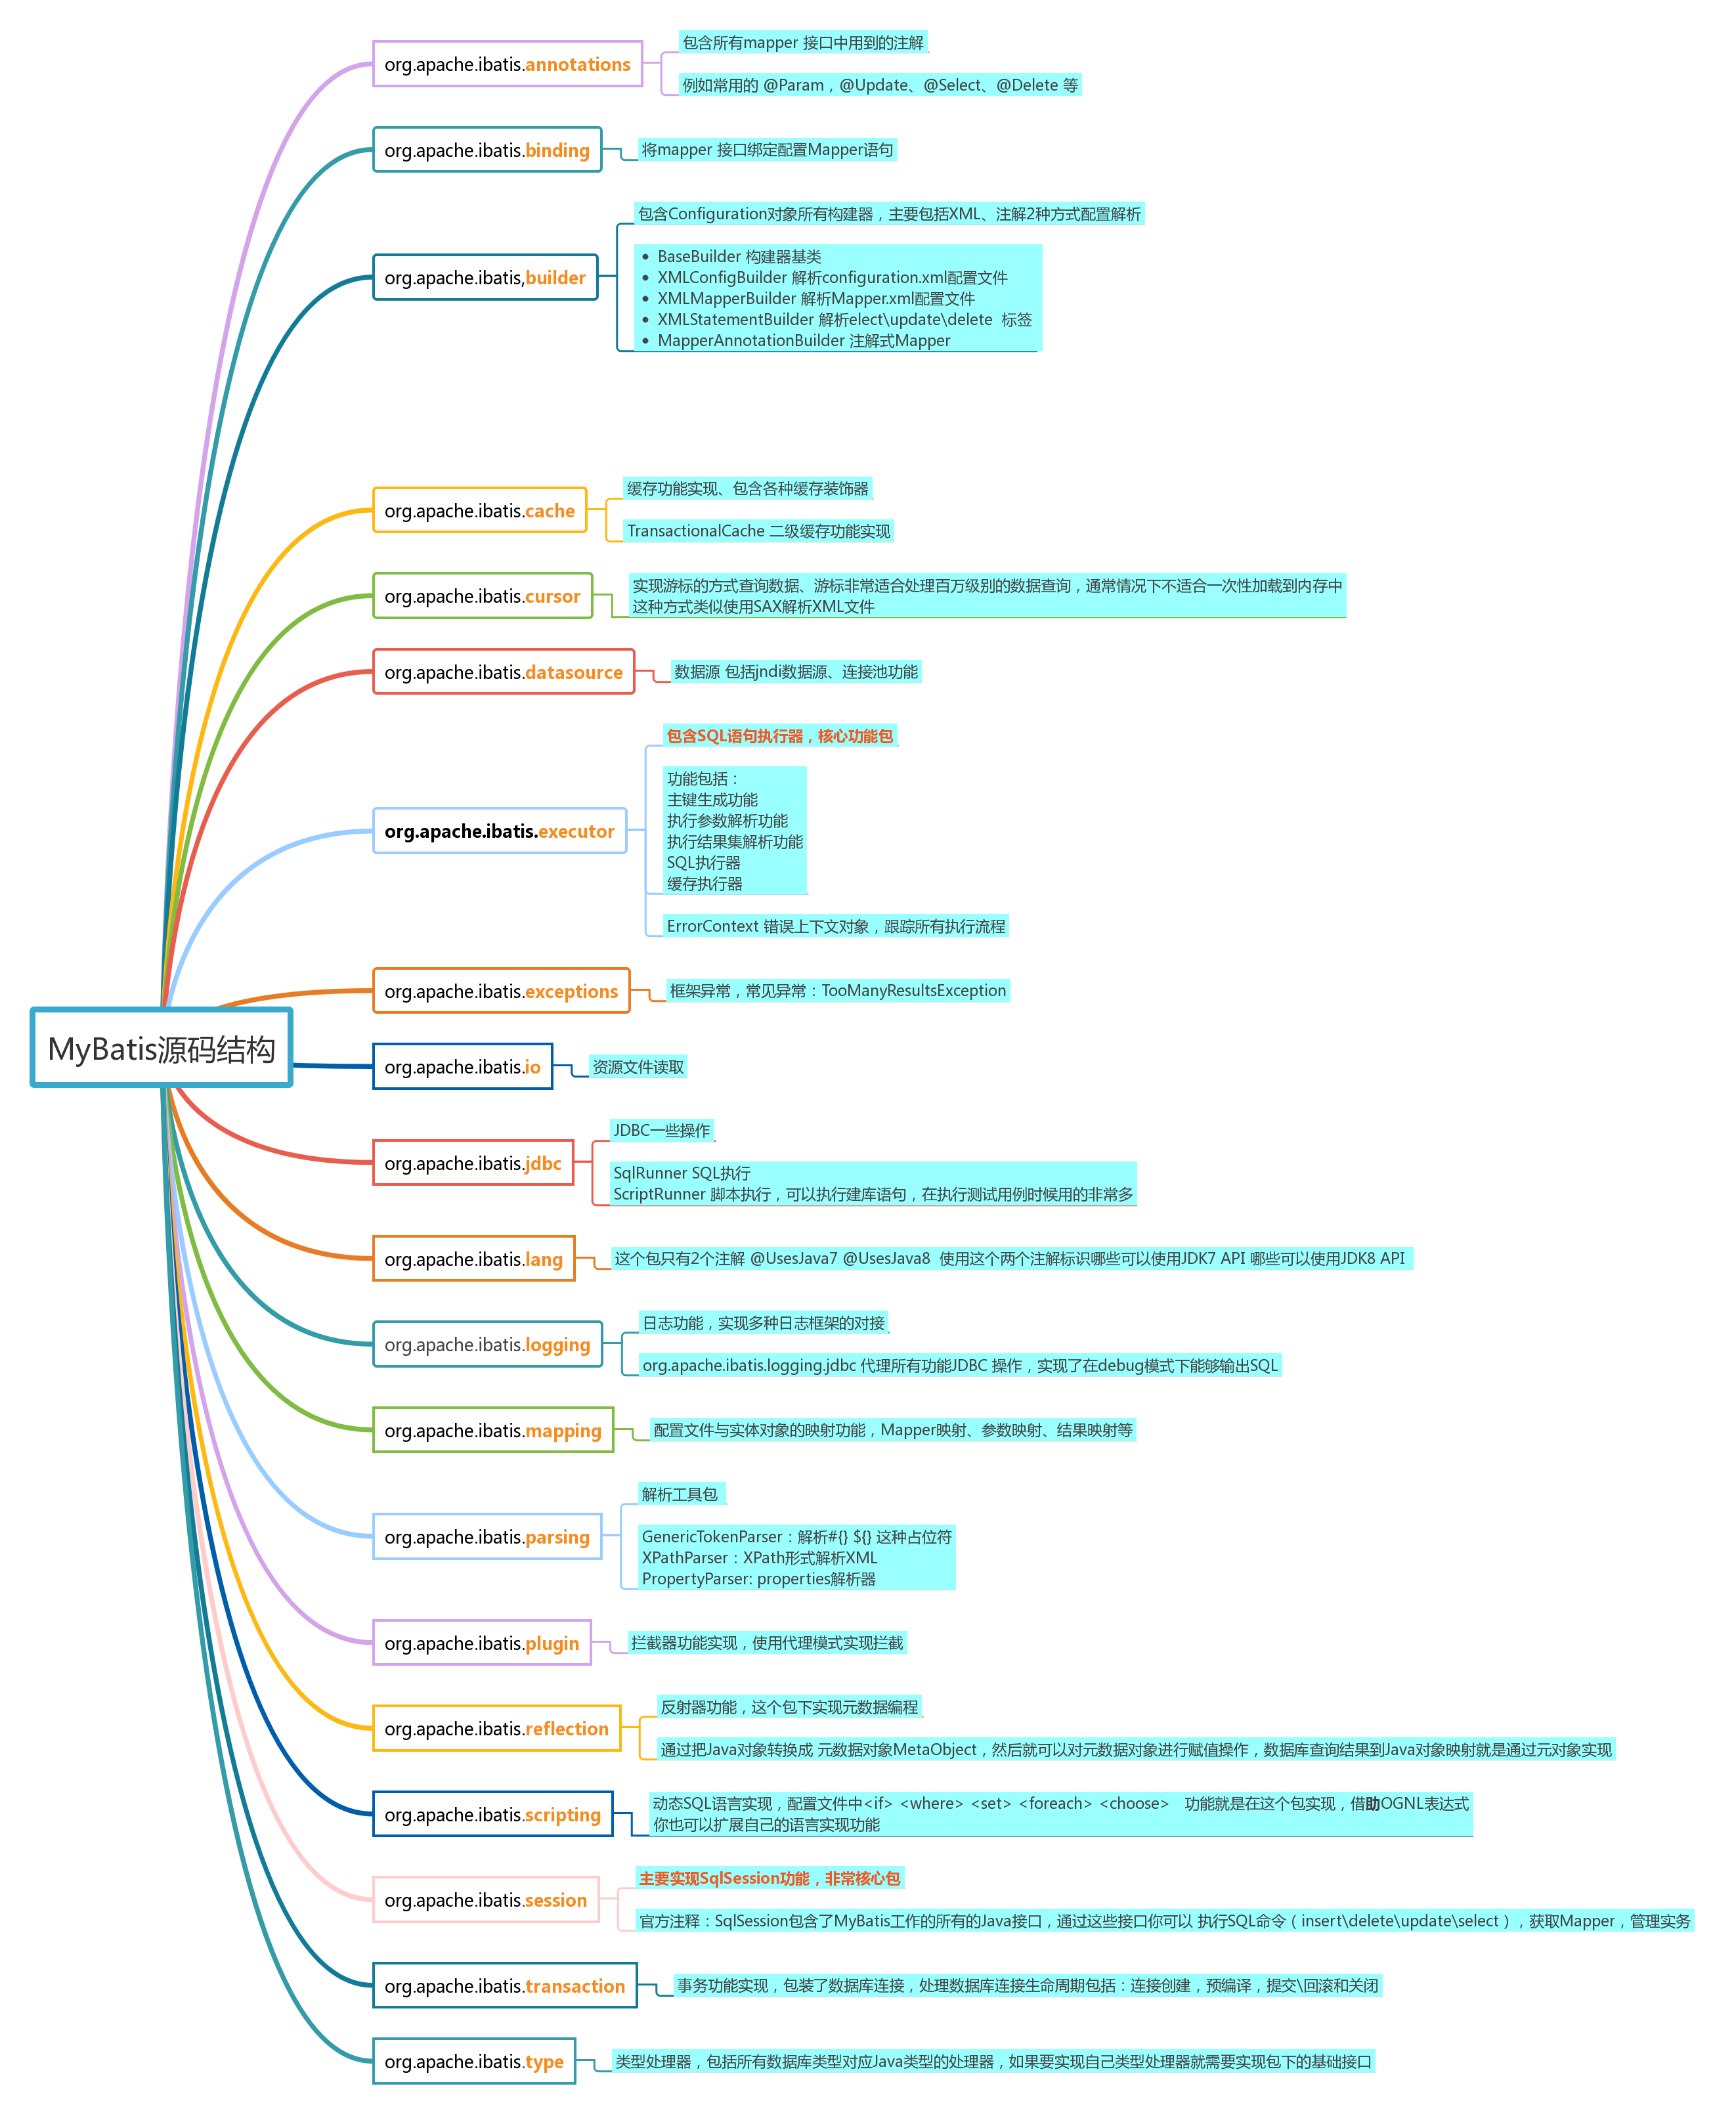 org.apache.ibatis.annotations
包含所有mapper 接口中用到的注解
例如常用的 @Param，@Update、@Select、@Delete 等
org.apache.ibatis.binding
将mapper 接口绑定配置Mapper语句
org.apache.ibatis,builder
包含Configuration对象所有构建器，主要包括XML、注解2种方式配置解析
• BaseBuilder 构建器基类
• XMLConfigBuilder 解析configuration.xml配置文件
• XMLMapperBuilder 解析Mapper.xml配置文件
• XMLStatementBuilder 解析elect\update\delete 标签
• MapperAnnotationBuilder 注解式Mapper
org.apache.ibatis.cache
缓存功能实现、包含各种缓存装饰器
TransactionalCache 二级缓存功能实现
org.apache.ibatis.cursor
实现游标的方式查询数据、游标非常适合处理百万级别的数据查询，通常情况下不适合一次性加载到内存中
这种方式类似使用SAX解析XML文件
org.apache.ibatis.datasource
数据源 包括jndi数据源、连接池功能
org.apache.ibatis.executor
包含SQL语句执行器，核心功能包
功能包括：
主键生成功能
执行参数解析功能
执行结果集解析功能
SQL执行器
缓存执行器
ErrorContext 错误上下文对象，跟踪所有执行流程
org.apache.ibatis.exceptions
框架异常，常见异常：TooManyResultsException
MyBatis源码结构
org.apache.ibatis.io
资源文件读取
org.apache.ibatis.jdbc
JDBC一些操作
SqlRunner SQL执行
ScriptRunner 脚本执行，可以执行建库语句，在执行测试用例时候用的非常多
org.apache.ibatis.lang
这个包只有2个注解 @UsesJava7 @UsesJava8 使用这个两个注解标识哪些可以使用JDK7 API 哪些可以使用JDK8 API
org.apache.ibatis.logging
日志功能，实现多种日志框架的对接
org.apache.ibatis.logging.jdbc 代理所有功能JDBC 操作，实现了在debug模式下能够输出SQL
org.apache.ibatis.mapping
配置文件与实体对象的映射功能，Mapper映射、参数映射、结果映射等
org.apache.ibatis.parsing
解析工具包
GenericTokenParser：解析#{} ${} 这种占位符
XPathParser：XPath形式解析XML
PropertyParser: properties解析器
org.apache.ibatis.plugin
拦截器功能实现，使用代理模式实现拦截
org.apache.ibatis.reflection
反射器功能，这个包下实现元数据编程
通过把Java对象转换成 元数据对象MetaObject，然后就可以对元数据对象进行赋值操作，数据库查询结果到Java对象映射就是通过元对象实现
org.apache.ibatis.scripting
动态SQL语言实现，配置文件中<if> <where> <set> <foreach> <choose> 功能就是在这个包实现，借助OGNL表达式
你也可以扩展自己的语言实现功能
org.apache.ibatis.session
主要实现SqlSession功能，非常核心包
官方注释：SqlSession包含了MyBatis工作的所有的Java接口，通过这些接口你可以 执行SQL命令（insert\delete\update\select），获取Mapper，管理实务
org.apache.ibatis.transaction
事务功能实现，包装了数据库连接，处理数据库连接生命周期包括：连接创建，预编译，提交\回滚和关闭
org.apache.ibatis.type
类型处理器，包括所有数据库类型对应Java类型的处理器，如果要实现自己类型处理器就需要实现包下的基础接口